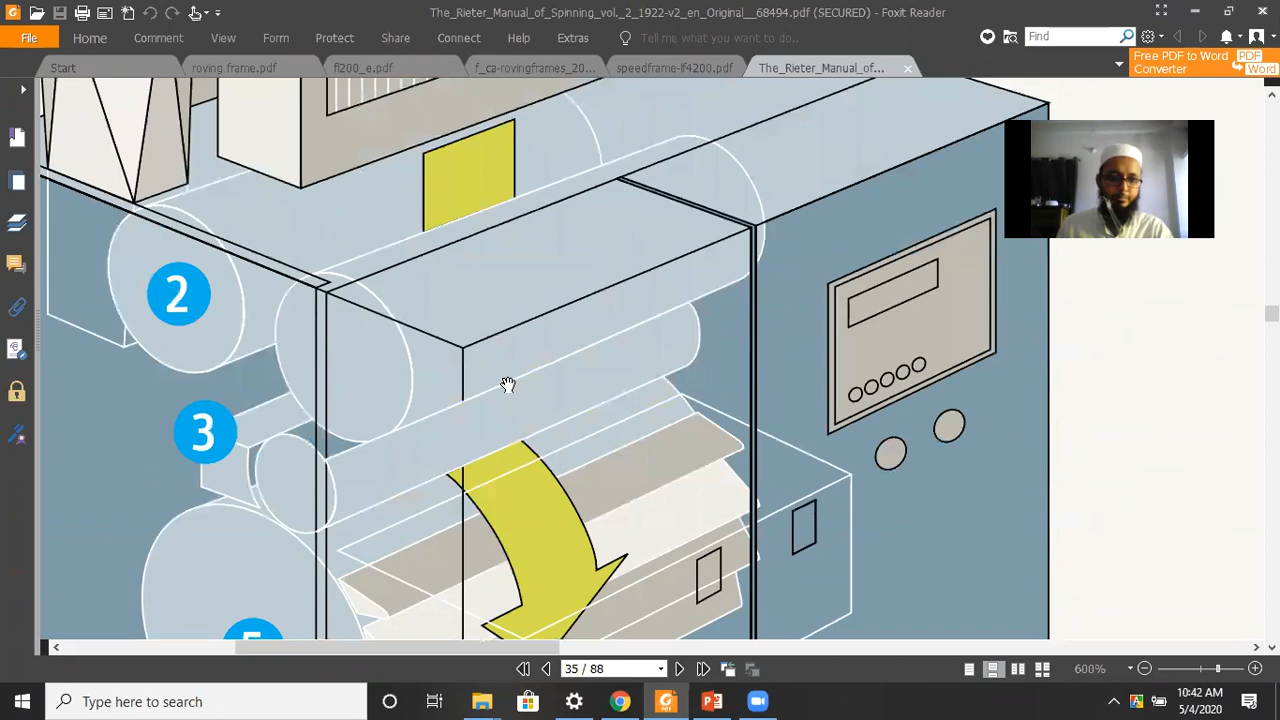 The_Rieter_Manual_of_Spinning_vol._2_1922-v2_en_Original__68494.pdf (SECURED) - Foxit Reader
File Home Comment View Form Protect Share Connect Help Extras Tell me what you want to do... Find
Start roving frame.pdf fl200_e.pdf f_ca-rovingframes_20... speedframe-lf4200.pdf The_Rieter_Manual_of...
Free PDF to Word Converter
PDF
Word
2
3
5
35 / 88
600%
Type here to search
10:42 AM
5/4/2020